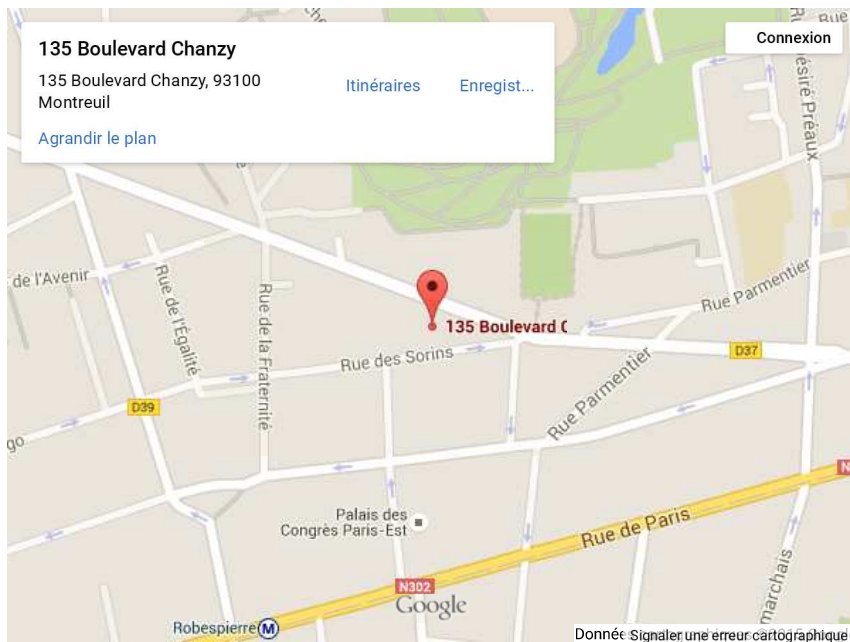 135 Boulevard Chanzy
135 Boulevard Chanzy, 93100
Montreuil
Itinéraires
Enregist...
Agrandir le plan
Connexion
Rue
Désiré Préaux
de l'Avenir
Rue de l'Égalité
Rue de la Fraternité
135 Boulevard C
Rue des Sorins
Rue Parmentier
D37
Rue Parmentier
D39
go
N
Palais des
Congrès Paris-Est
Rue de Paris
marchais
N302
Google
Robespierre M
Donnée
Signaler une erreur cartographique